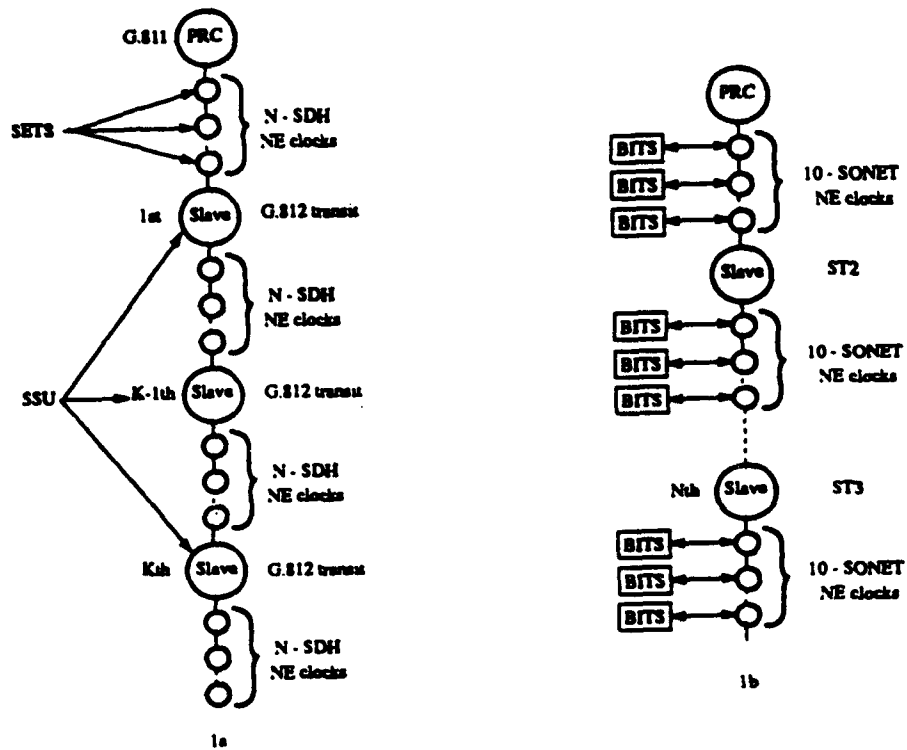 G.811 PRC
SETS
N - SDH
NE clocks
1st Slave G.812 transit
N - SDH
NE clocks
SSU
K-1th Slave G.812 transit
N - SDH
NE clocks
Kth Slave G.812 transit
N - SDH
NE clocks
1a
PRC
BITS
BITS
BITS
10 - SONET
NE clocks
Slave ST2
BITS
BITS
BITS
10 - SONET
NE clocks
Nth Slave ST3
BITS
BITS
BITS
10 - SONET
NE clocks
1b